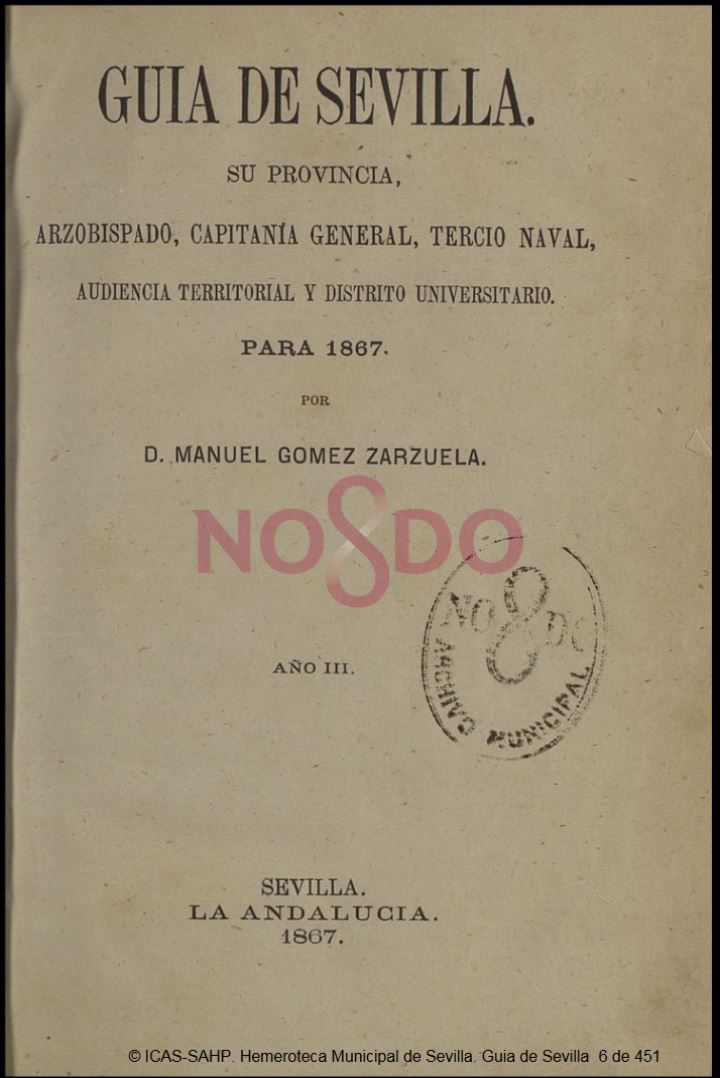 GUIA DE SEVILLA.
SU PROVINCIA,
ARZOBISPADO, CAPITANÍA GENERAL, TERCIO NAVAL,
AUDIENCIA TERRITORIAL Y DISTRITO UNIVERSITARIO.
PARA 1867.
POR
D. MANUEL GOMEZ ZARZUELA.
NO8DO
NO8DO
ARCHIVO MUNICIPAL
AÑO III.
SEVILLA.
LA ANDALUCIA.
1867.
© ICAS-SAHP. Hemeroteca Municipal de Sevilla. Guia de Sevilla 6 de 451